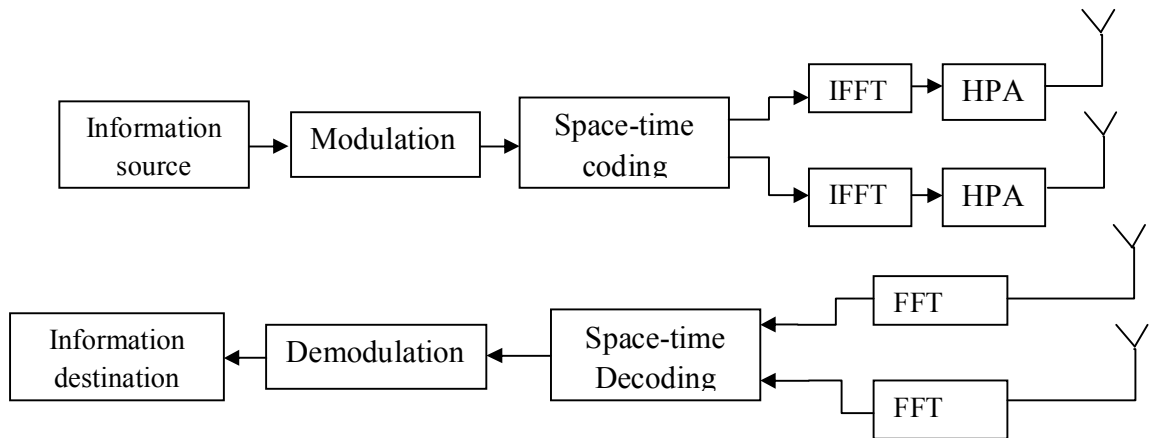 Information
source
Modulation
Space-time
coding
IFFT
HPA
IFFT
HPA
Information
destination
Demodulation
Space-time
Decoding
FFT
FFT